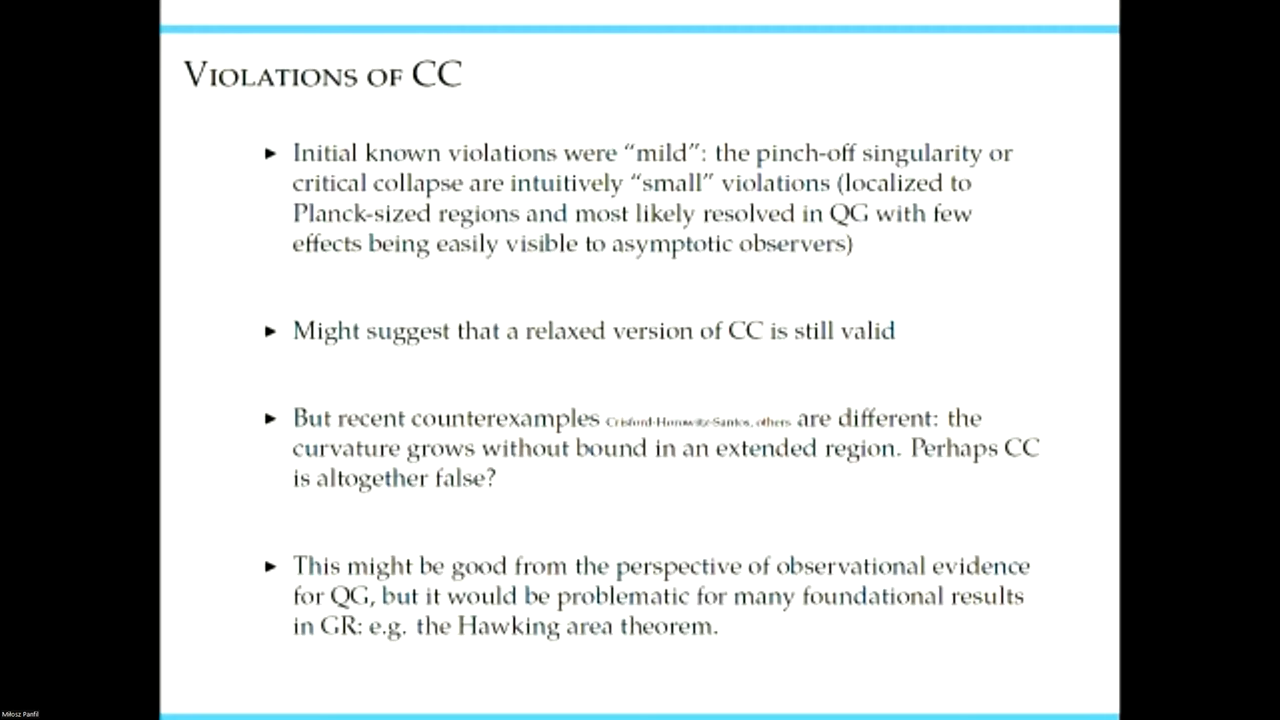 VIOLATIONS OF CC
► Initial known violations were “mild”: the pinch-off singularity or
critical collapse are intuitively “small” violations (localized to
Planck-sized regions and most likely resolved in QG with few
effects being easily visible to asymptotic observers)
► Might suggest that a relaxed version of CC is still valid
► But recent counterexamples Crisford-Horowitz-Santos, others are different: the
curvature grows without bound in an extended region. Perhaps CC
is altogether false?
► This might be good from the perspective of observational evidence
for QG, but it would be problematic for many foundational results
in GR: e.g. the Hawking area theorem.
Miłosz Panfil